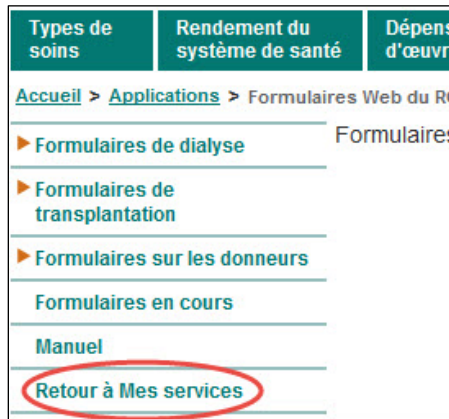 Types de soins
Rendement du système de santé
Accueil > Applications > Formulaires Web du
Formulaires
Formulaires de dialyse
Formulaires de
transplantation
Formulaires sur les donneurs
Formulaires en cours
Manuel
Retour à Mes services